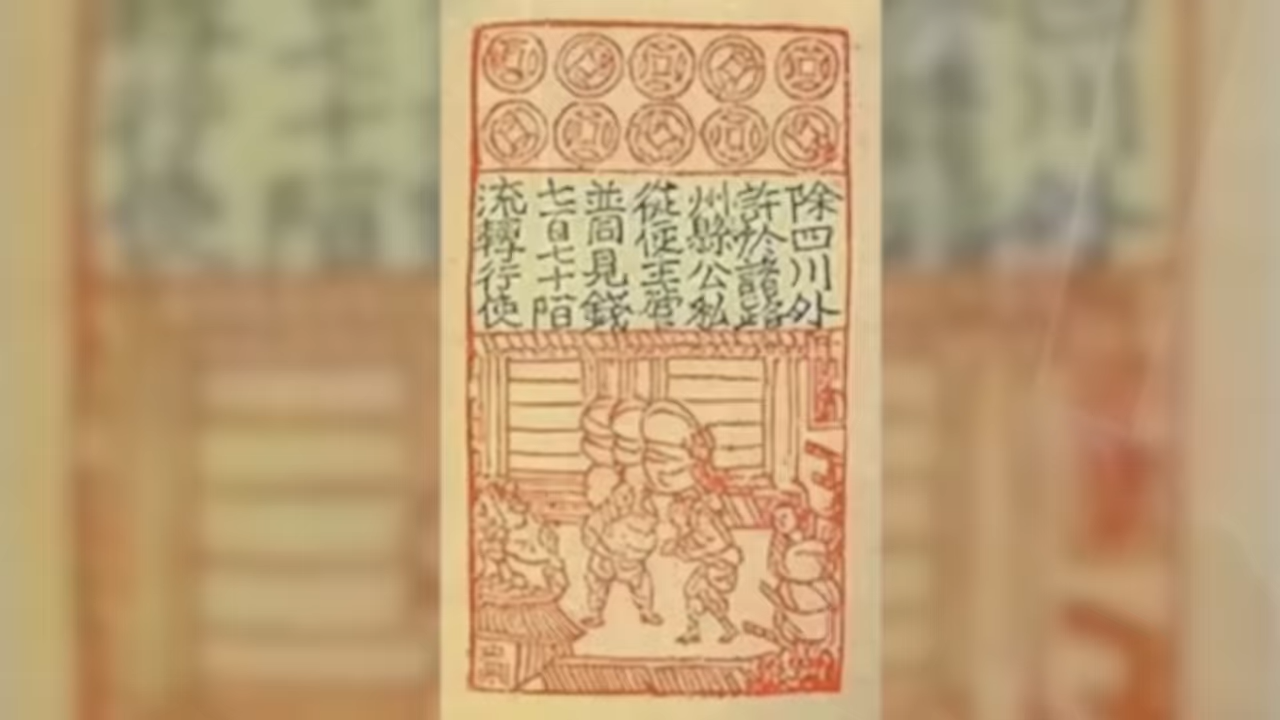 除四川外
許於諸路
州縣公私
從便主管
並同見錢
七百七十陌
流轉行使